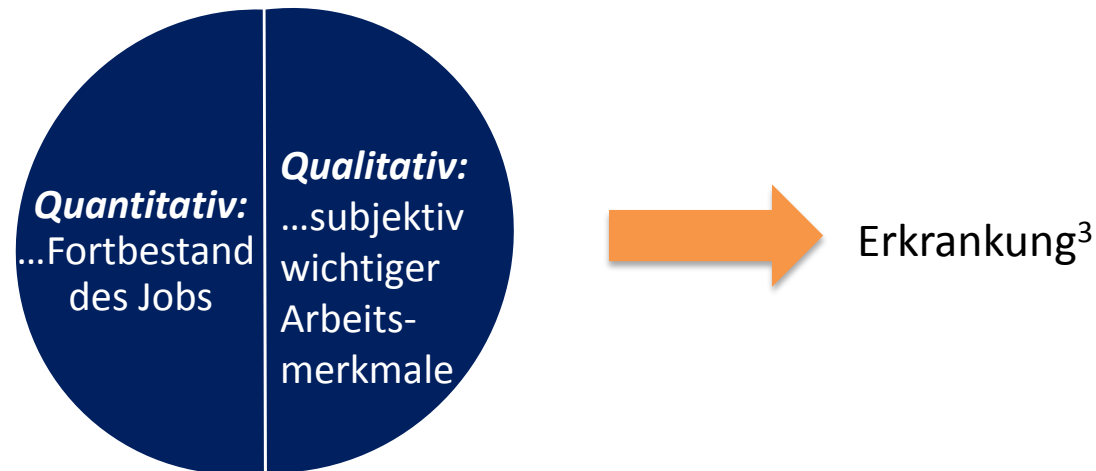 Quantitativ:
…Fortbestand
des Jobs
Qualitativ:
…subjektiv
wichtiger
Arbeits-
merkmale
Erkrankung³